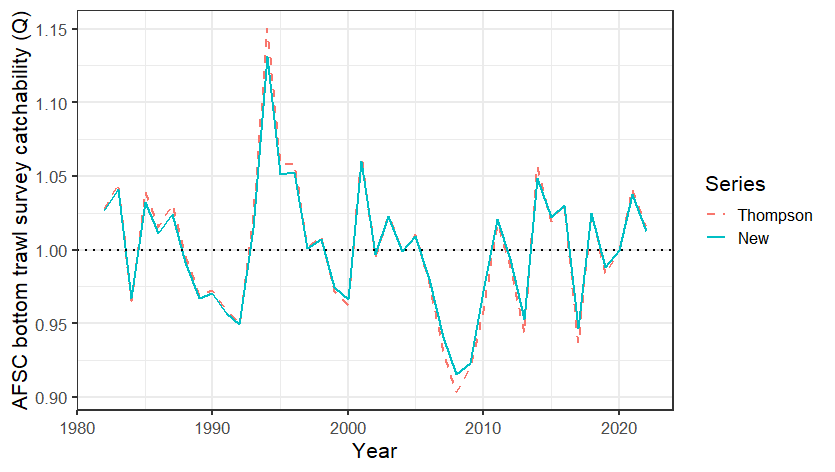 AFSC bottom trawl survey catchability (Q)
1.15
1.10
1.05
1.00
0.95
0.90
1980
1990
2000
2010
2020
Year
Series
Thompson
New